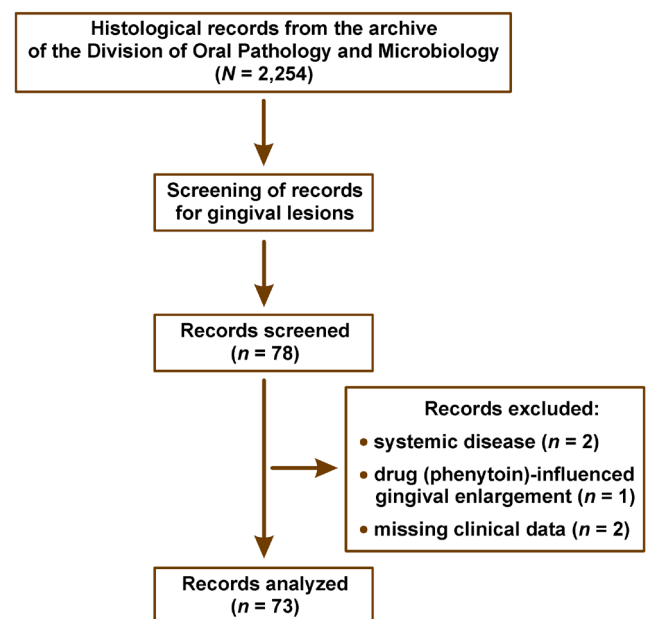 Histological records from the archive
of the Division of Oral Pathology and Microbiology
(N = 2,254)
Screening of records
for gingival lesions
Records screened
(n = 78)
Records excluded:
• systemic disease (n = 2)
• drug (phenytoin)-influenced
gingival enlargement (n = 1)
• missing clinical data (n = 2)
Records analyzed
(n = 73)